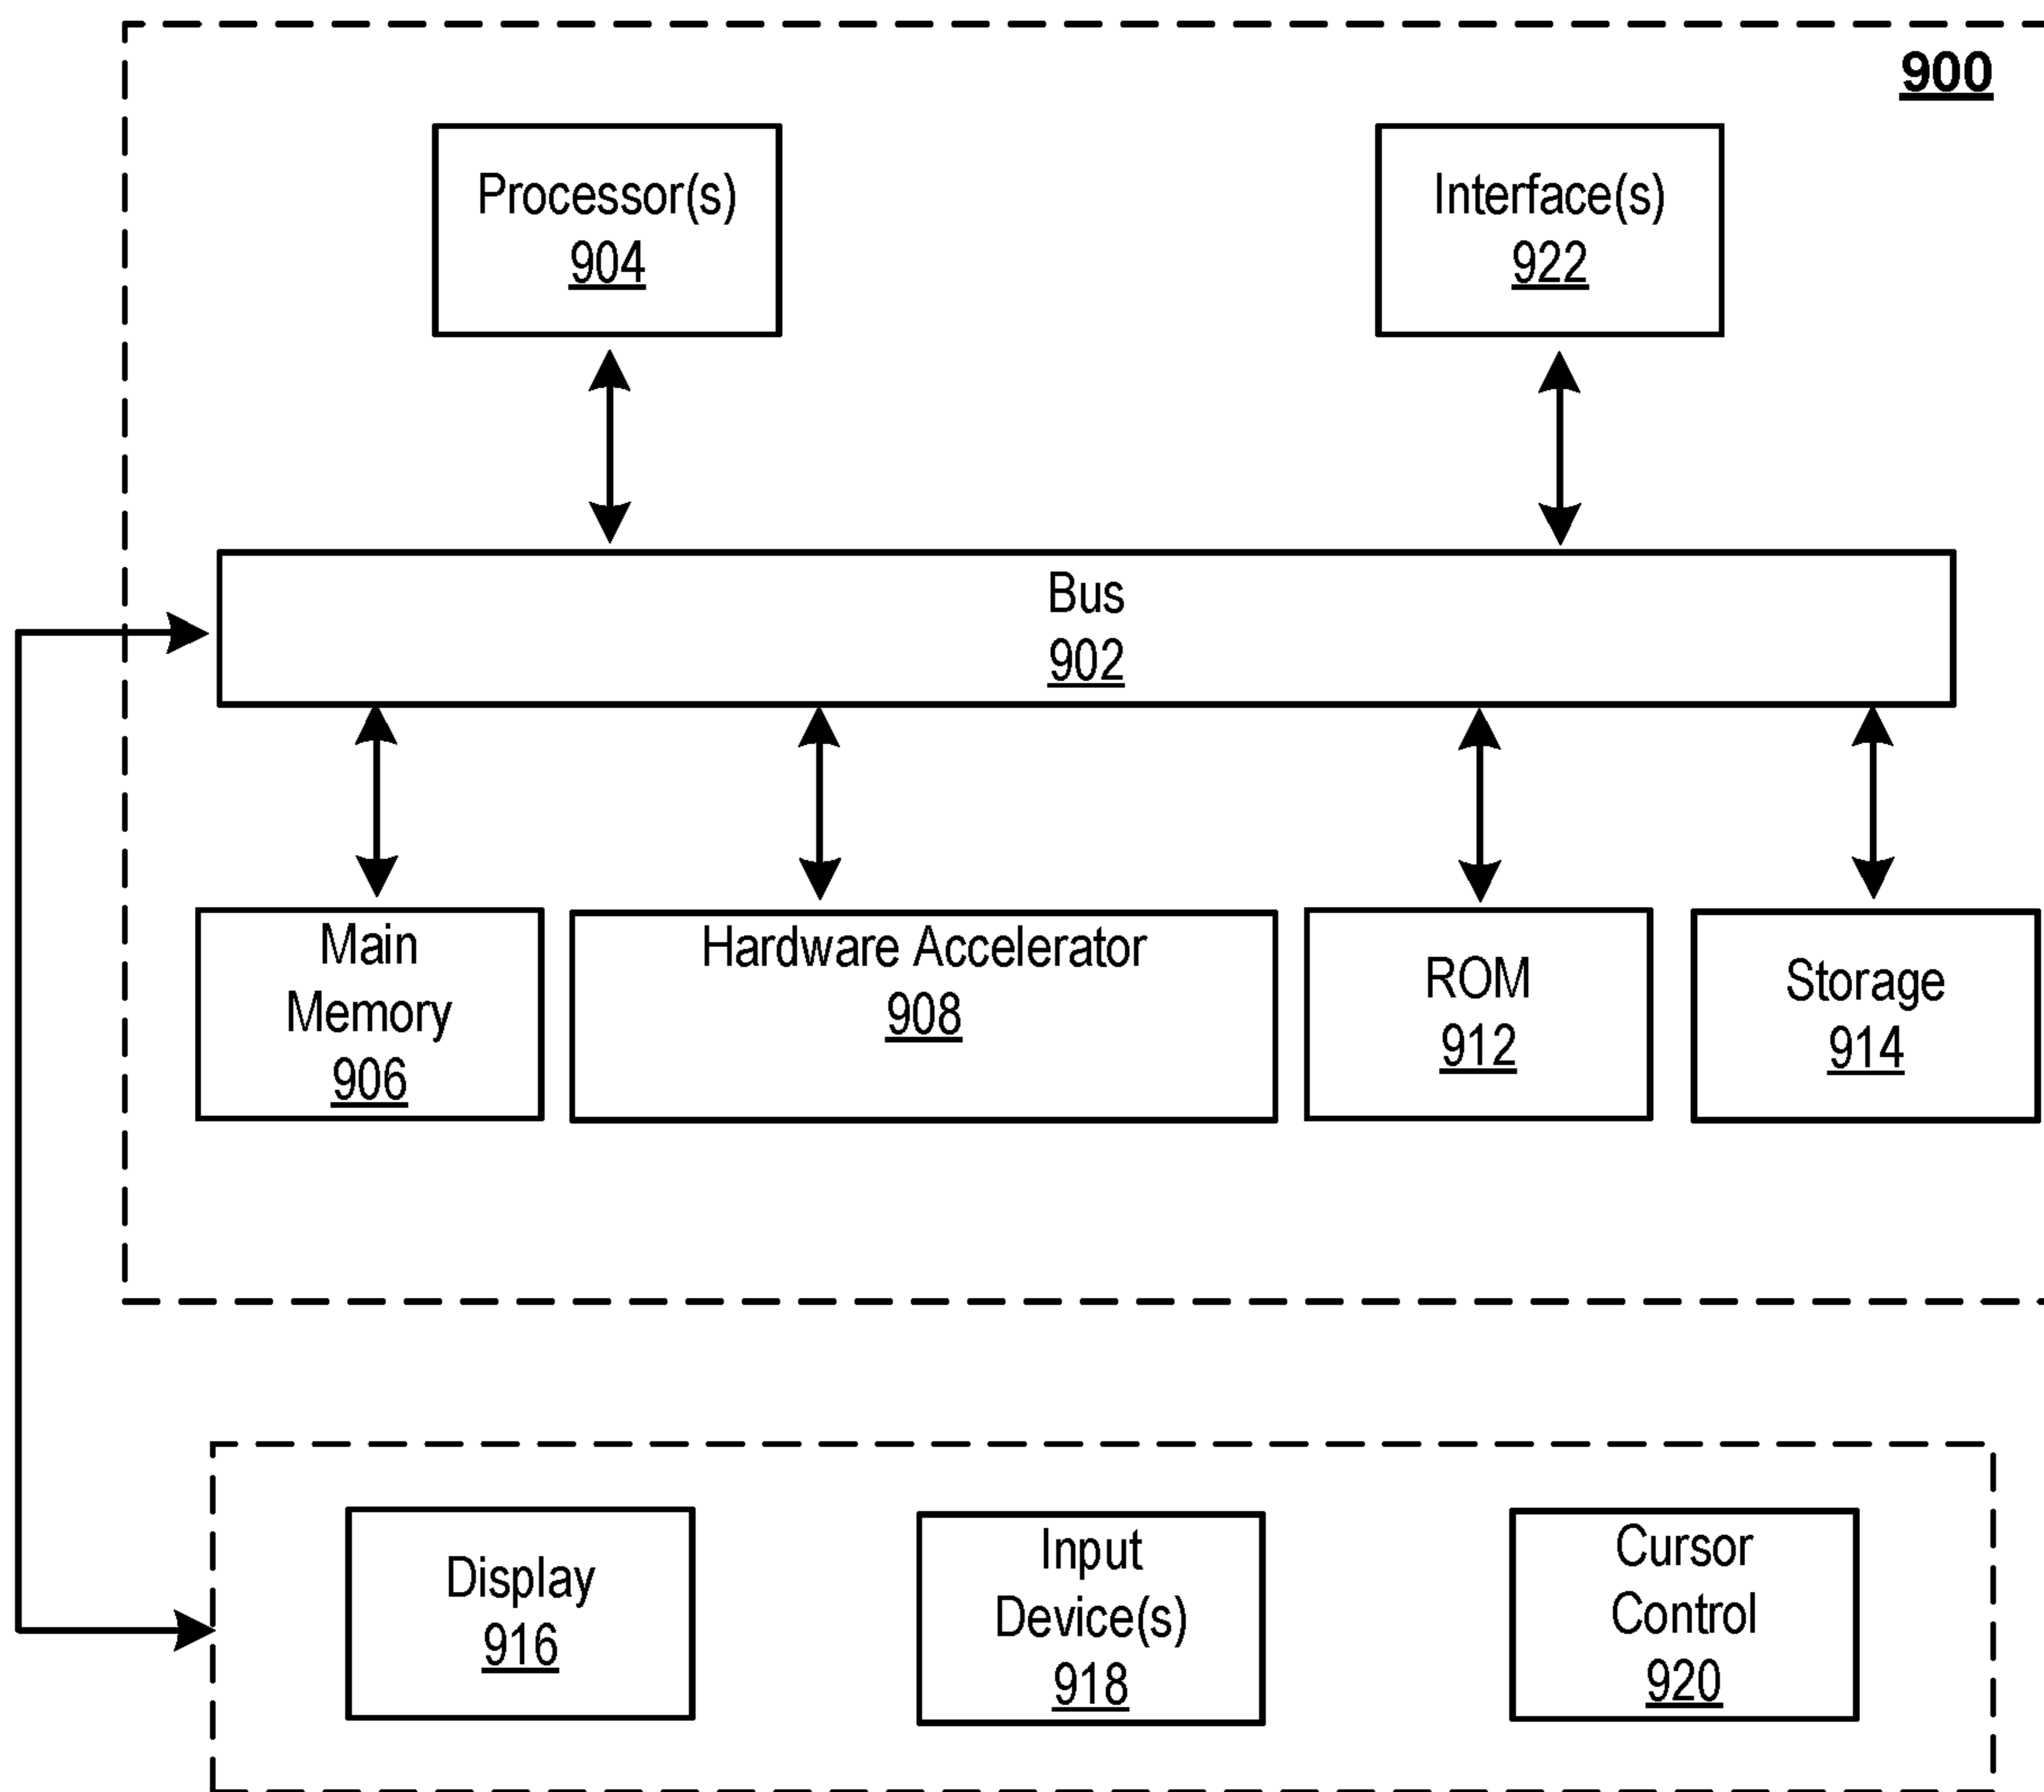 900
Processor(s)
904
Interface(s)
922
Bus
902
Main
Memory
906
Hardware Accelerator
908
ROM
912
Storage
914
Display
916
Input
Device(s)
918
Cursor
Control
920